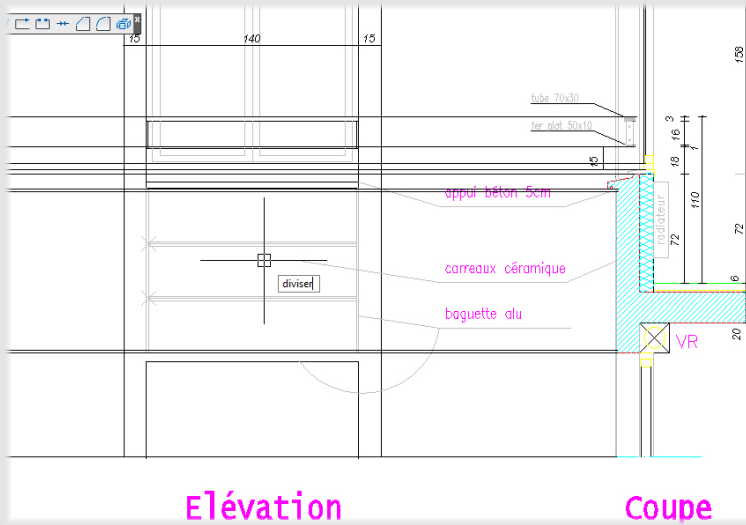 15
140
15
158
tube 70x30
fer plat 50x10
3
16
1
15
18
appui béton 5cm
radiateur
110
72
72
carreaux céramique
diviser
6
baguette alu
VR
20
Elévation
Coupe